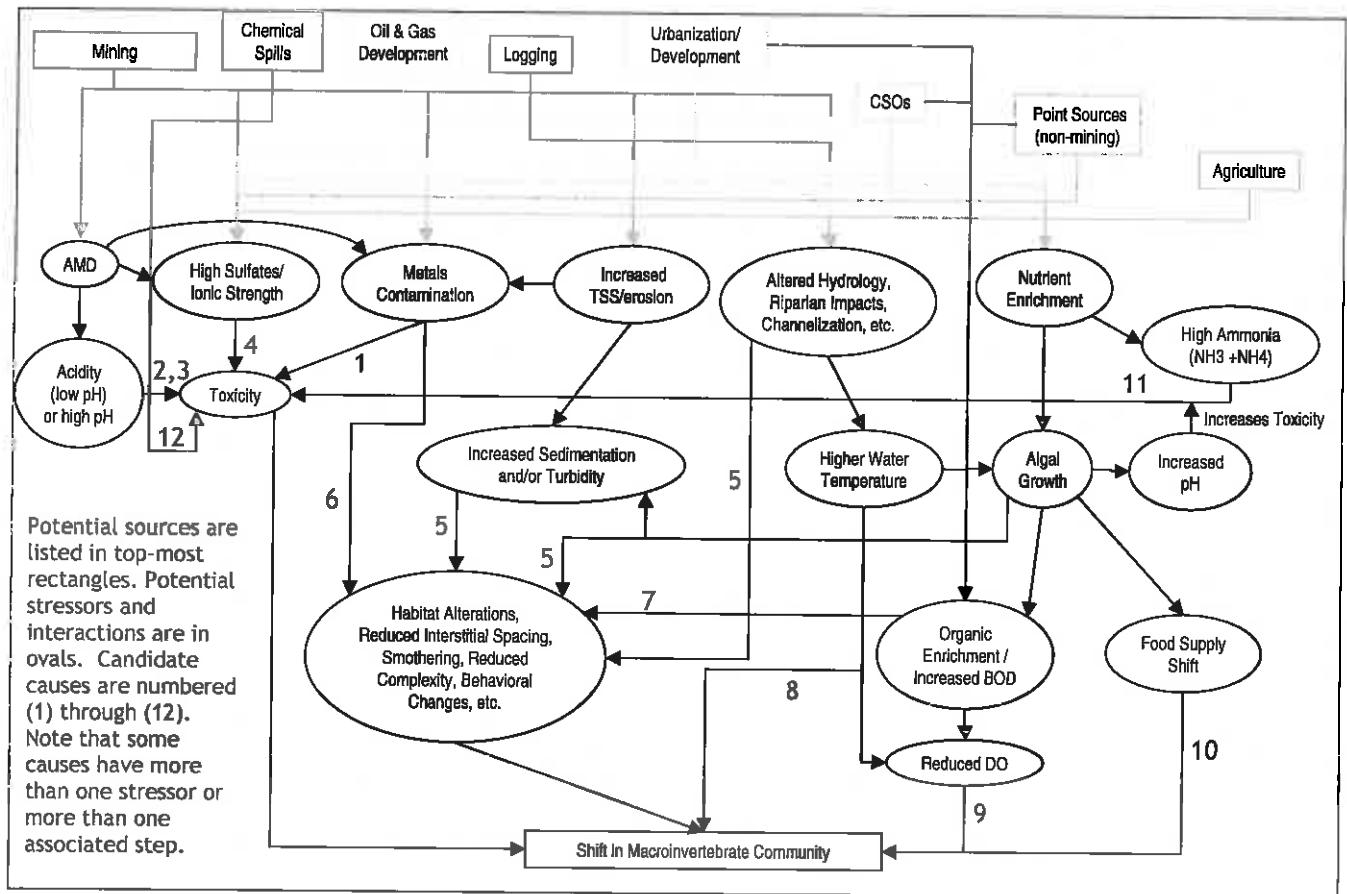 Mining
Chemical
Spills
Oil & Gas
Development
Logging
Urbanization/
Development
CSOs
Point Sources
(non-mining)
Agriculture
AMD
High Sulfates/
Ionic Strength
Metals
Contamination
Increased
TSS/erosion
Altered Hydrology,
Riparian Impacts,
Channelization, etc.
Nutrient
Enrichment
High Ammonia
(NH3 +NH4)
Acidity
(low pH)
or high pH
2,3
4
1
Toxicity
12
11
Increases Toxicity
Increased Sedimentation
and/or Turbidity
Higher Water
Temperature
Algal
Growth
Increased
pH
6
5
5
5
7
Potential sources are
listed in top-most
rectangles. Potential
stressors and
interactions are in
ovals. Candidate
causes are numbered
(1) through (12).
Note that some
causes have more
than one stressor or
more than one
associated step.
Habitat Alterations,
Reduced Interstitial Spacing,
Smothering, Reduced
Complexity, Behavioral
Changes, etc.
Organic
Enrichment /
Increased BOD
Food Supply
Shift
8
Reduced DO
10
9
Shift in Macroinvertebrate Community